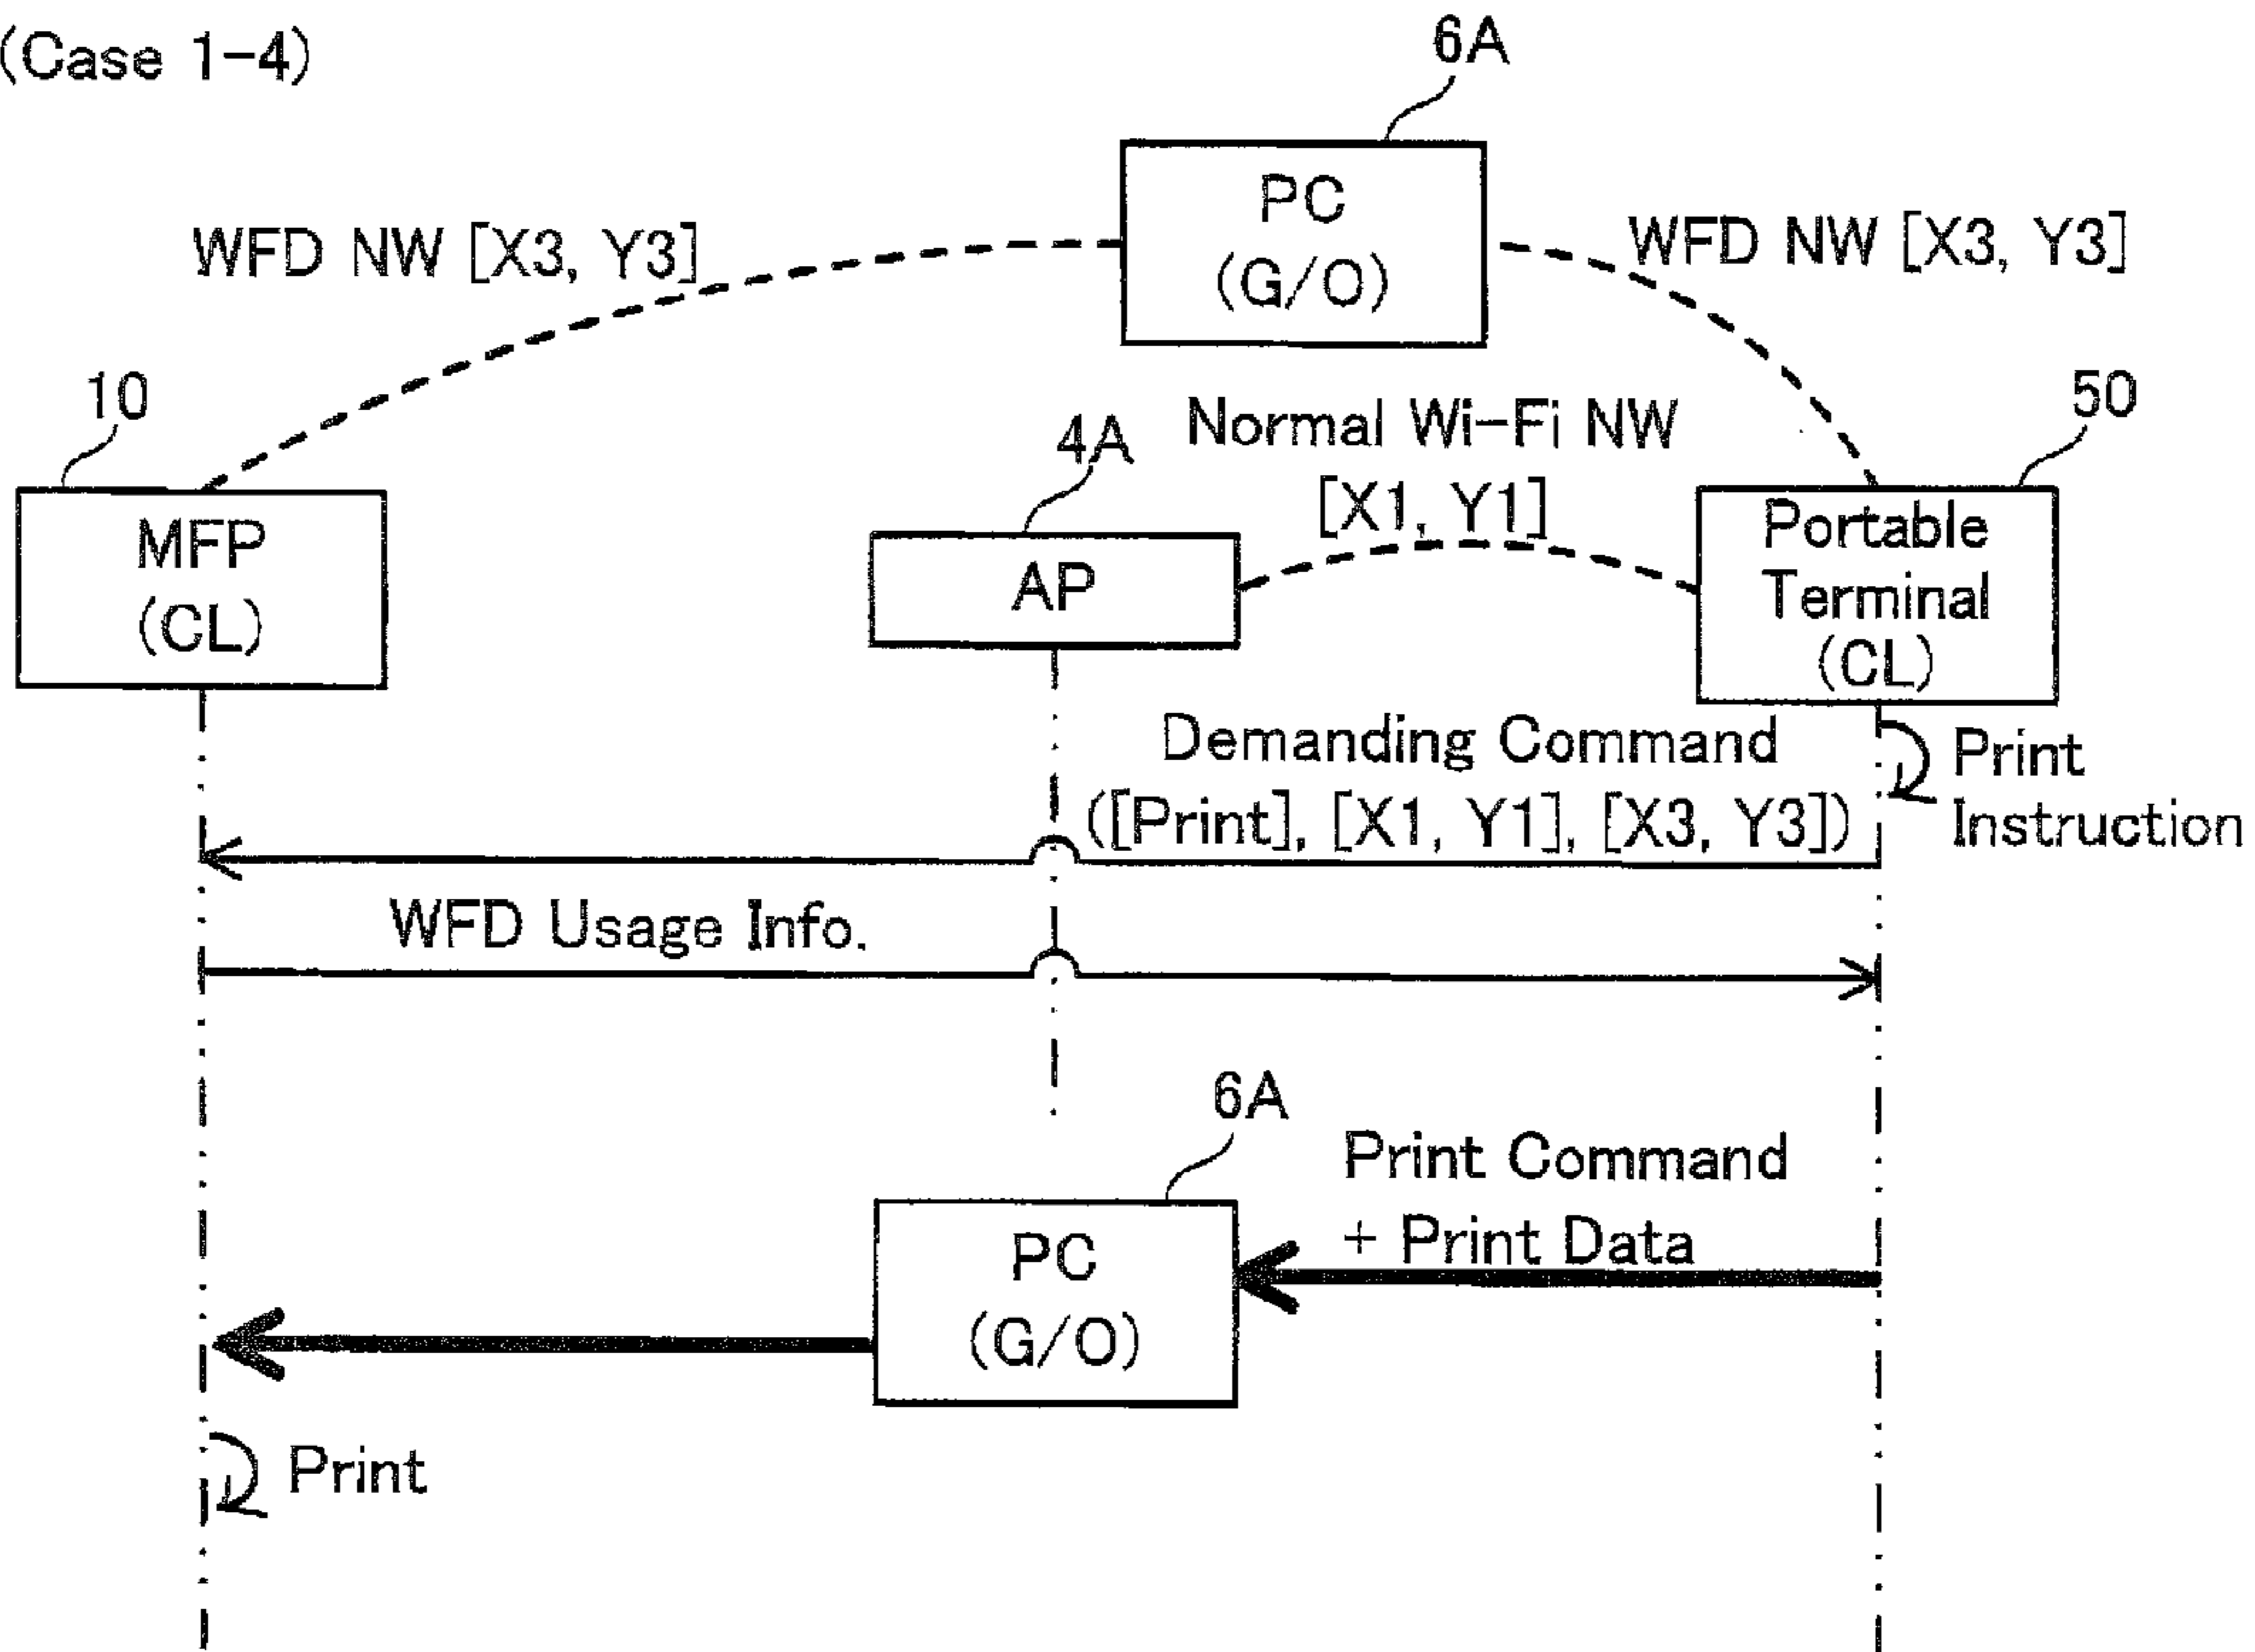 (Case 1-4)
6A
PC
(G/O)
WFD NW [X3, Y3]
WFD NW [X3, Y3]
10
MFP
(CL)
4A
AP
Normal Wi-Fi NW
[X1, Y1]
50
Portable
Terminal
(CL)
Print
Instruction
Demanding Command
([Print], [X1, Y1], [X3, Y3])
WFD Usage Info.
6A
PC
(G/O)
Print Command
+ Print Data
Print